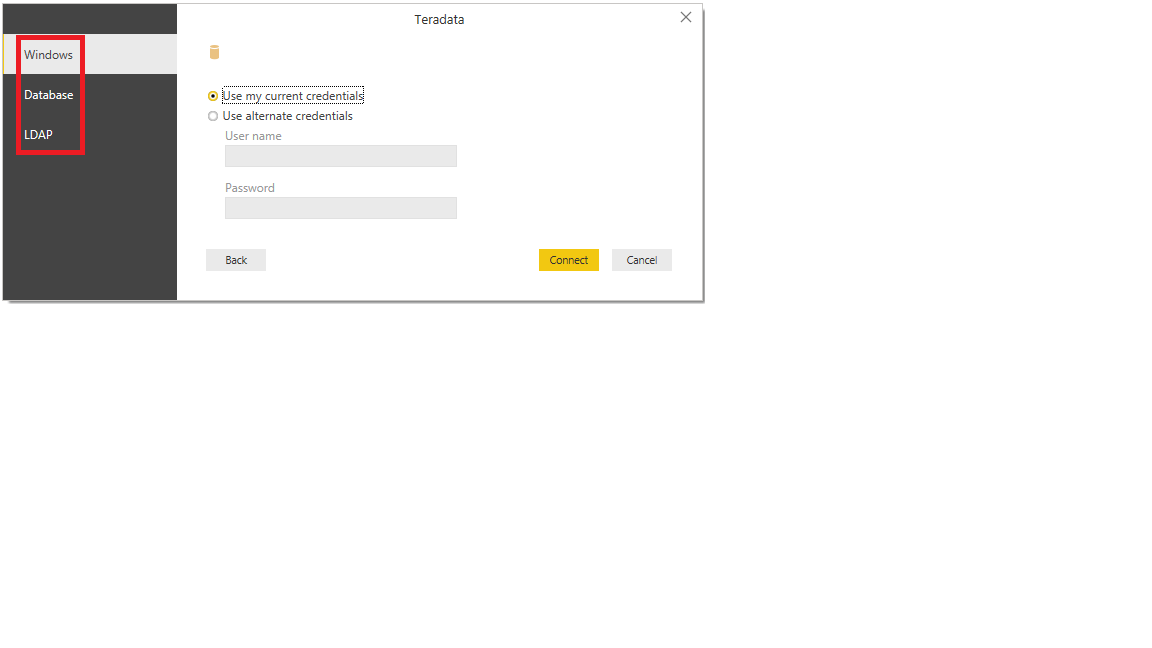 Teradata
Windows
Database
LDAP
Use my current credentials
Use alternate credentials
User name
Password
Back
Connect
Cancel